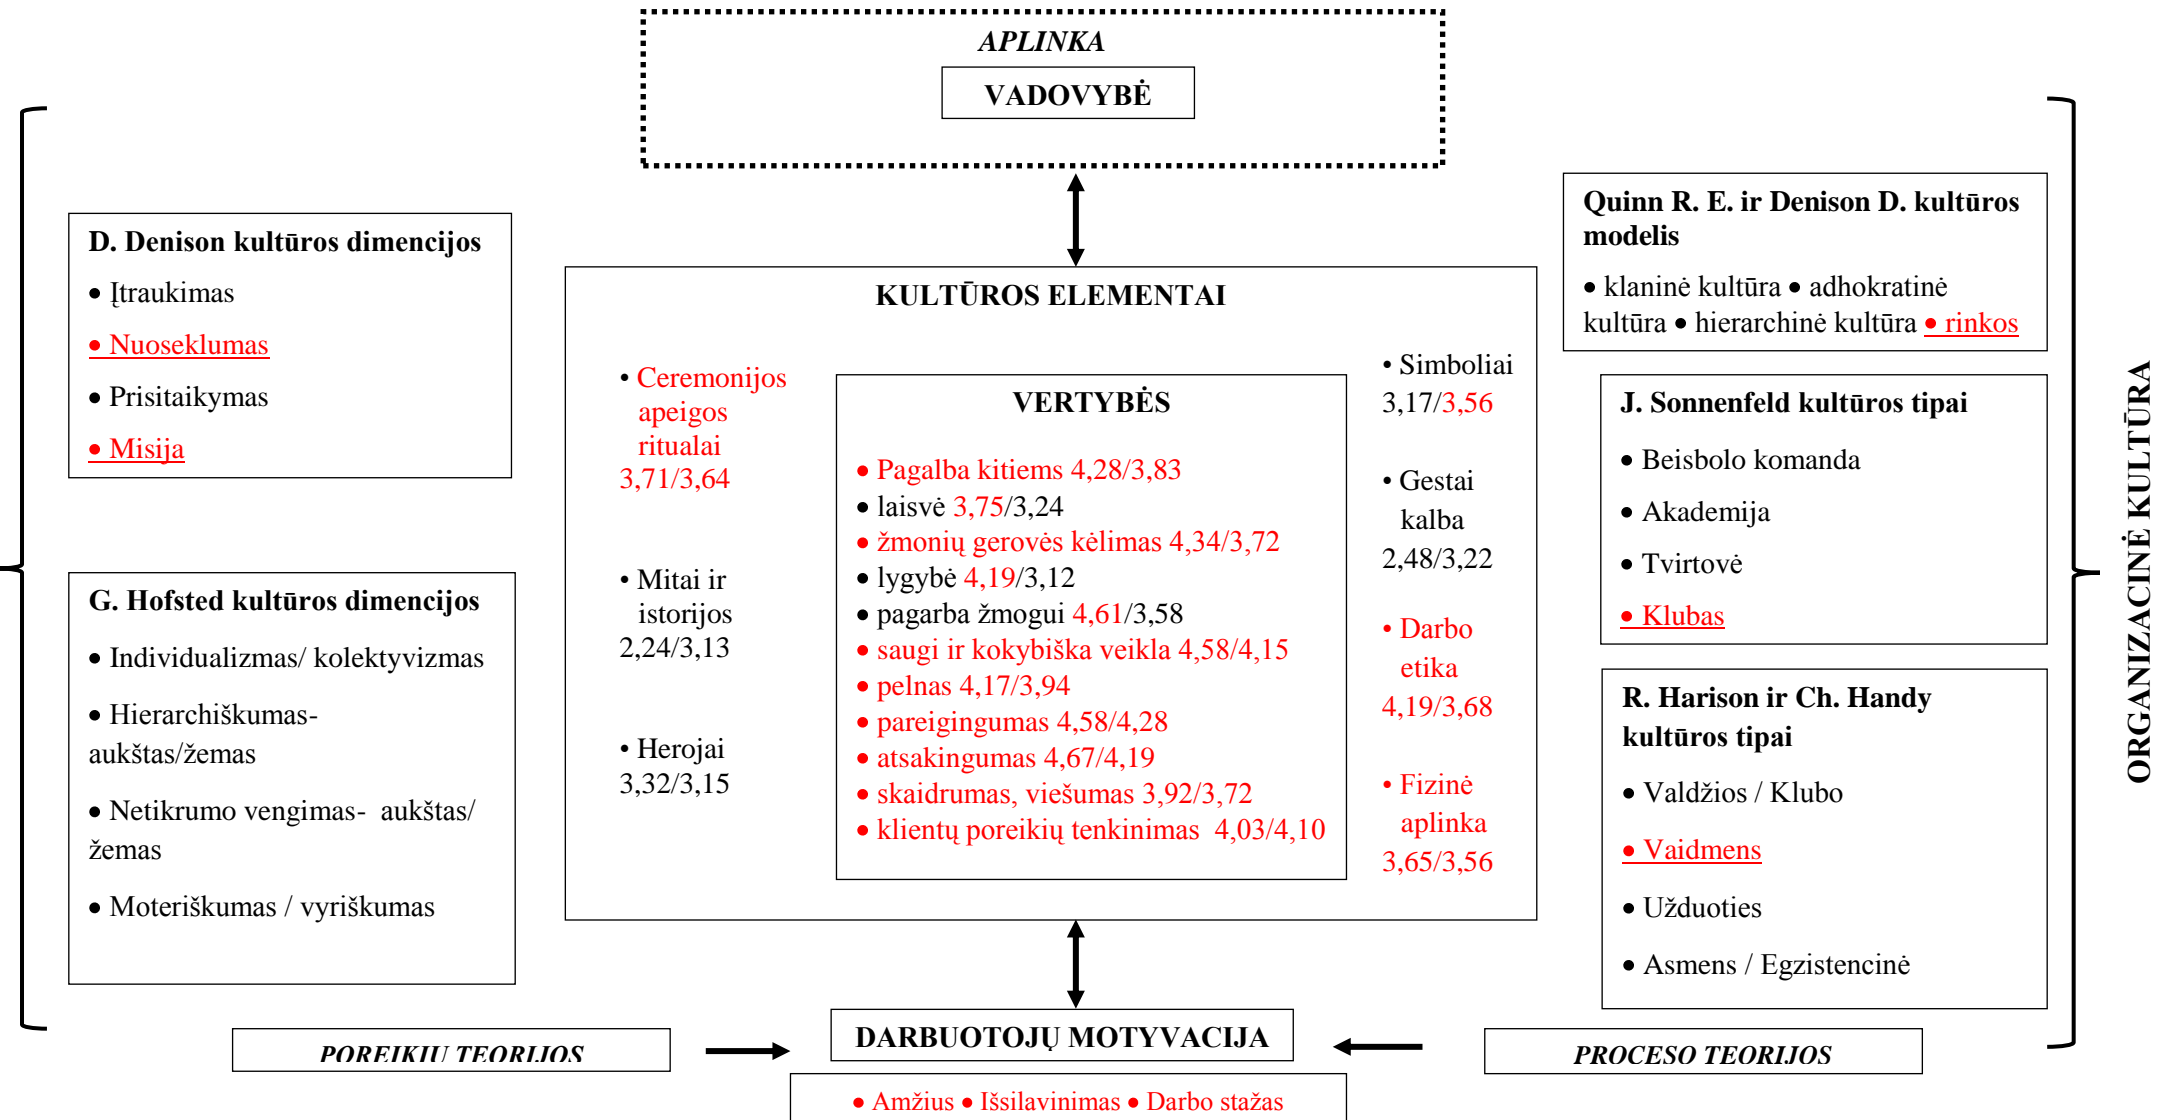 APLINKA
VADOVYBĖ
D. Denison kultūros dimencijos
• Įtraukimas
• Nuoseklumas
• Prisitaikymas
• Misija
G. Hofsted kultūros dimencijos
• Individualizmas/ kolektyvizmas
• Hierarchiškumas-
aukštas/žemas
• Netikrumo vengimas- aukštas/
žemas
• Moteriškumas / vyriškumas
KULTŪROS ELEMENTAI
• Ceremonijos
apeigos
ritualai
3,71/3,64
• Mitai ir
istorijos
2,24/3,13
• Herojai
3,32/3,15
VERTYBĖS
• Pagalba kitiems 4,28/3,83
• laisvė 3,75/3,24
• žmonių gerovės kėlimas 4,34/3,72
• lygybė 4,19/3,12
• pagarba žmogui 4,61/3,58
• saugi ir kokybiška veikla 4,58/4,15
• pelnas 4,17/3,94
• pareigingumas 4,58/4,28
• atsakingumas 4,67/4,19
• skaidrumas, viešumas 3,92/3,72
• klientų poreikių tenkinimas 4,03/4,10
• Simboliai
3,17/3,56
• Gestai
kalba
2,48/3,22
• Darbo
etika
4,19/3,68
• Fizinė
aplinka
3,65/3,56
Quinn R. E. ir Denison D. kultūros
modelis
• klaninė kultūra • adhokratinė
kultūra • hierarchinė kultūra • rinkos
J. Sonnenfeld kultūros tipai
• Beisbolo komanda
• Akademija
• Tvirtovė
• Klubas
R. Harison ir Ch. Handy
kultūros tipai
• Valdžios / Klubo
• Vaidmens
• Užduoties
• Asmens / Egzistencinė
ORGANIZACINĖ KULTŪRA
POREIKIŲ TEORIJOS
DARBUOTOJŲ MOTYVACIJA
PROCESO TEORIJOS
• Amžius • Išsilavinimas • Darbo stažas